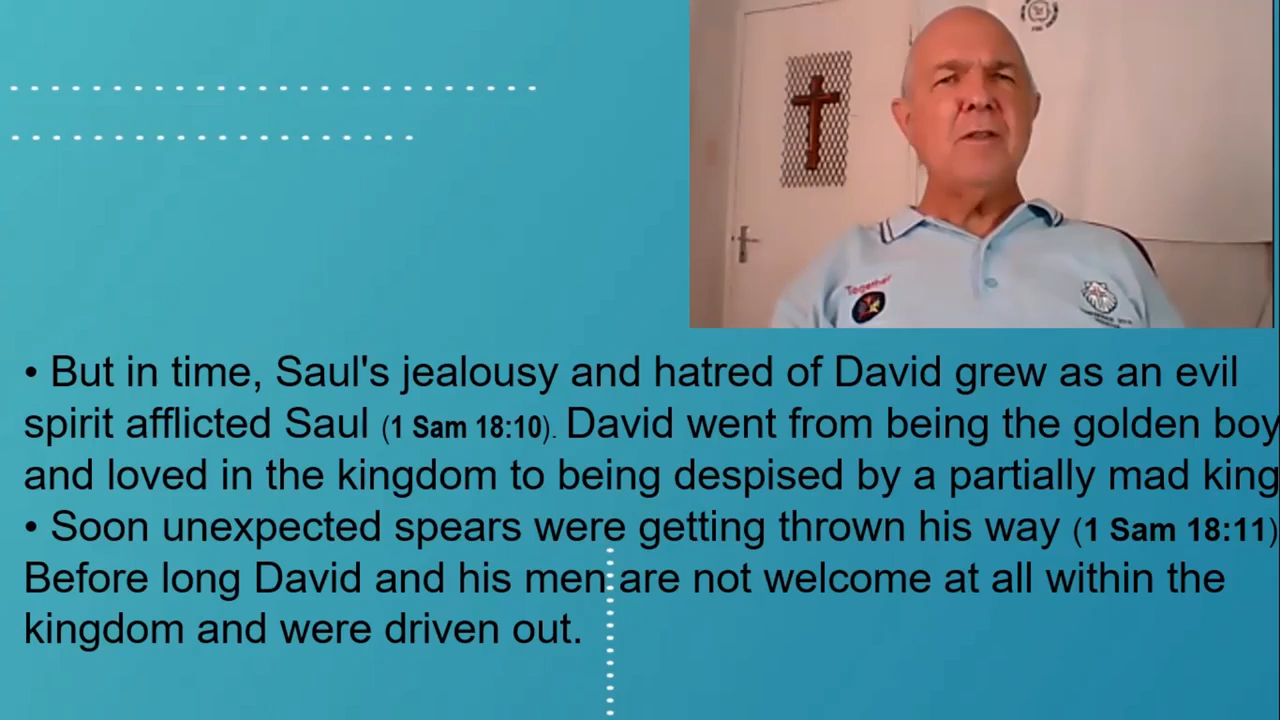 Together
• But in time, Saul's jealousy and hatred of David grew as an evil
spirit afflicted Saul (1 Sam 18:10). David went from being the golden boy
and loved in the kingdom to being despised by a partially mad king
• Soon unexpected spears were getting thrown his way (1 Sam 18:11)
Before long David and his men are not welcome at all within the
kingdom and were driven out.